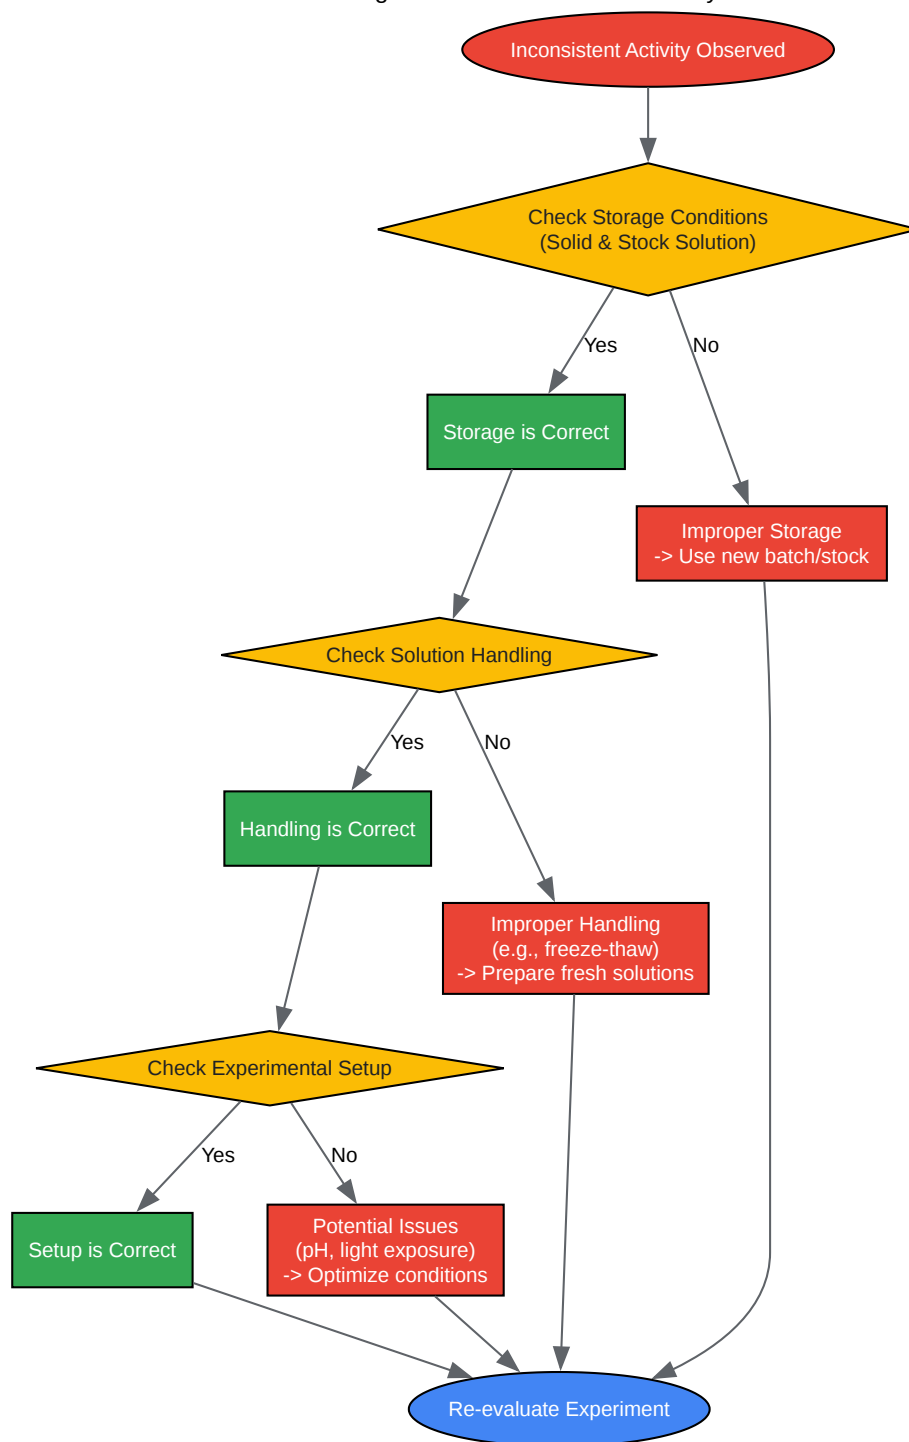 Inconsistent Activity Observed
Check Storage Conditions
(Solid & Stock Solution)
Yes
No
Storage is Correct
Improper Storage
-> Use new batch/stock
Check Solution Handling
Yes
No
Handling is Correct
Improper Handling
(e.g., freeze-thaw)
-> Prepare fresh solutions
Check Experimental Setup
Yes
No
Setup is Correct
Potential Issues
(pH, light exposure)
-> Optimize conditions
Re-evaluate Experiment